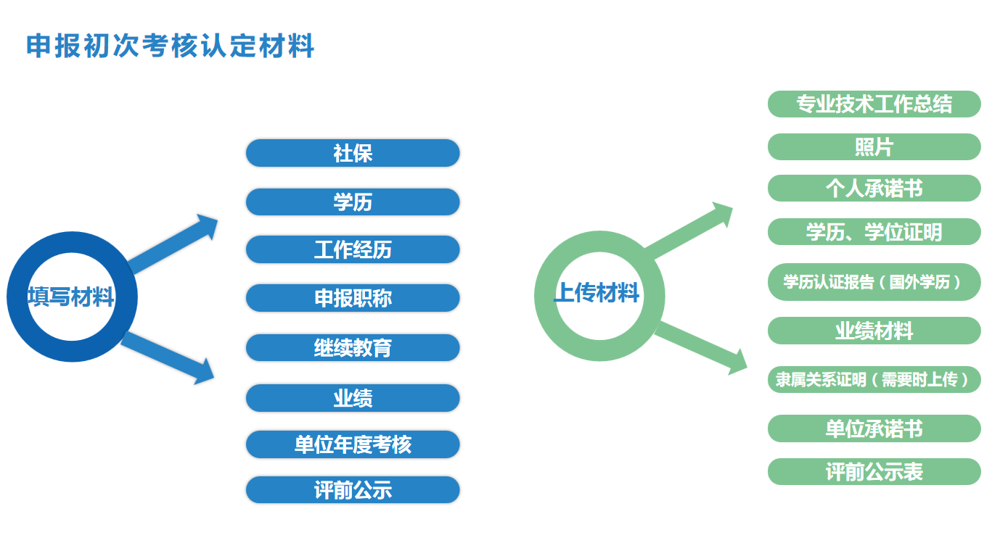 申报初次考核认定材料
填写材料
社保
学历
工作经历
申报职称
继续教育
业绩
单位年度考核
评前公示
上传材料
专业技术工作总结
照片
个人承诺书
学历、学位证明
学历认证报告（国外学历）
业绩材料
隶属关系证明（需要时上传）
单位承诺书
评前公示表